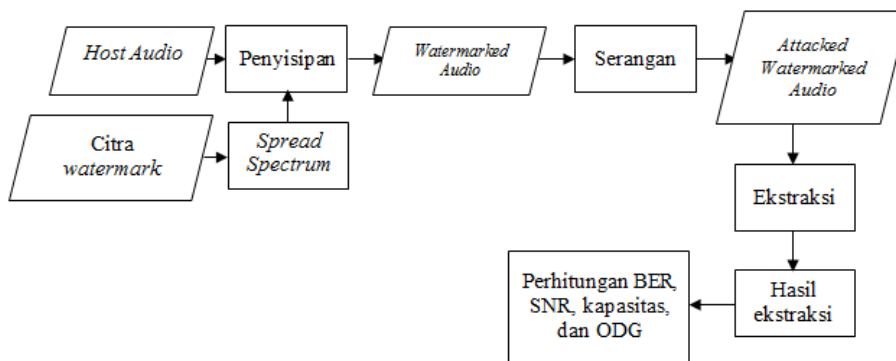 Host Audio
Penyisipan
Watermarked
Audio
Serangan
Attacked
Watermarked
Audio
Citra
watermark
Spread
Spectrum
Ekstraksi
Hasil
ekstraksi
Perhitungan BER,
SNR, kapasitas,
dan ODG